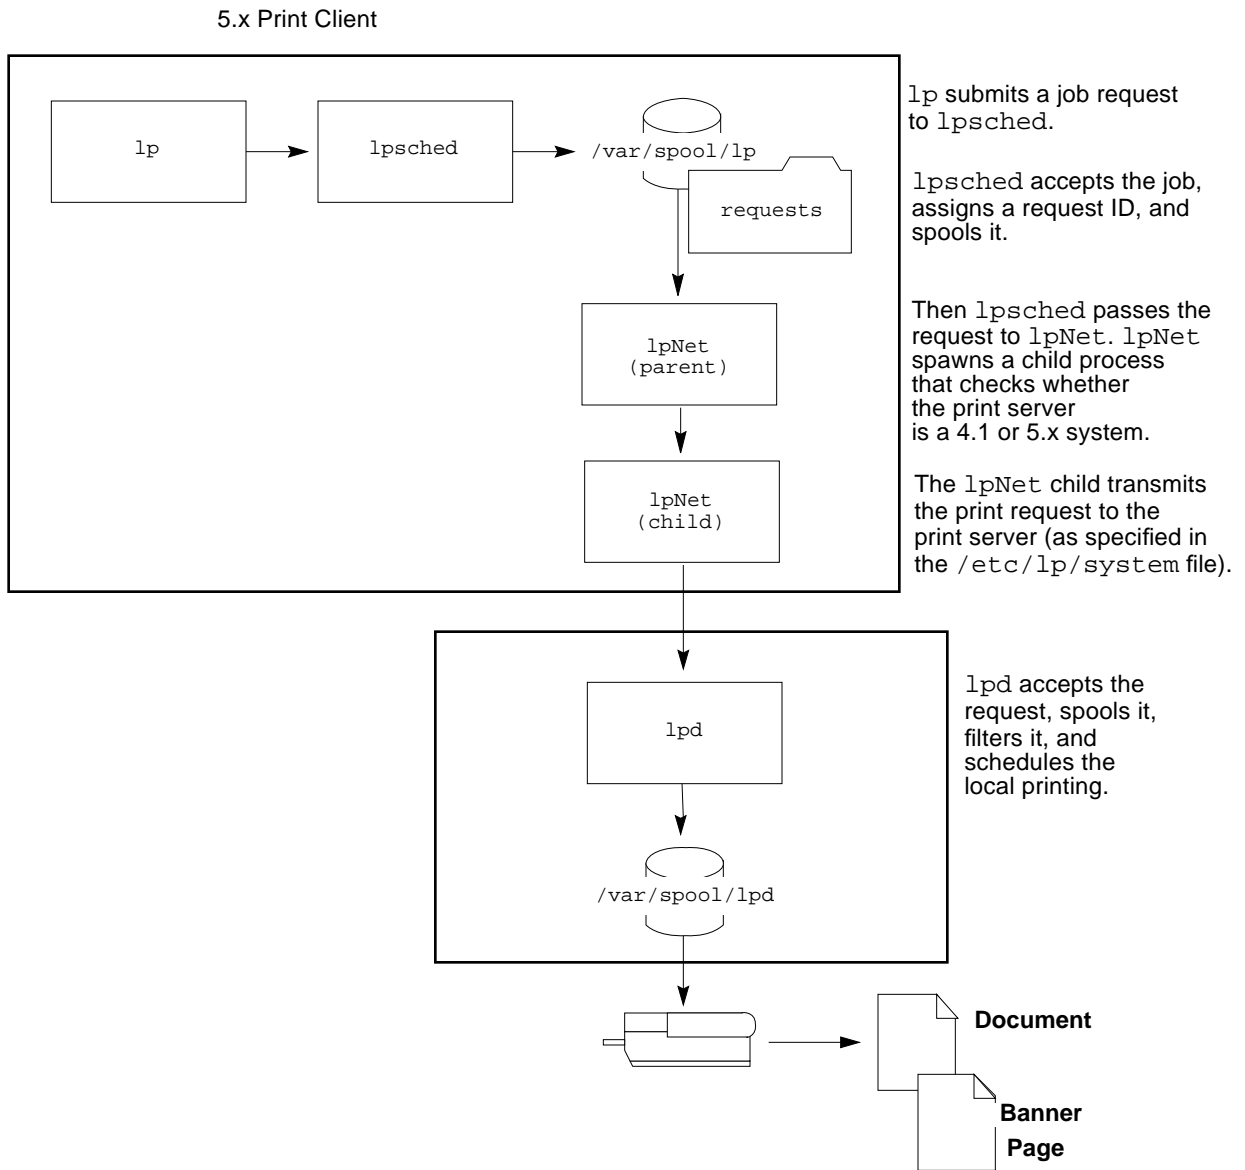 5.x Print Client
lp
lpsched
/var/spool/lp
requests
lp submits a job request
to lpsched.
lpsched accepts the job,
assigns a request ID, and
spools it.
lpNet
(parent)
Then lpsched passes the
request to lpNet. lpNet
spawns a child process
that checks whether
the print server
is a 4.1 or 5.x system.
lpNet
(child)
The lpNet child transmits
the print request to the
print server (as specified in
the /etc/lp/system file).
lpd
lpd accepts the
request, spools it,
filters it, and
schedules the
local printing.
/var/spool/lpd
Document
Banner
Page